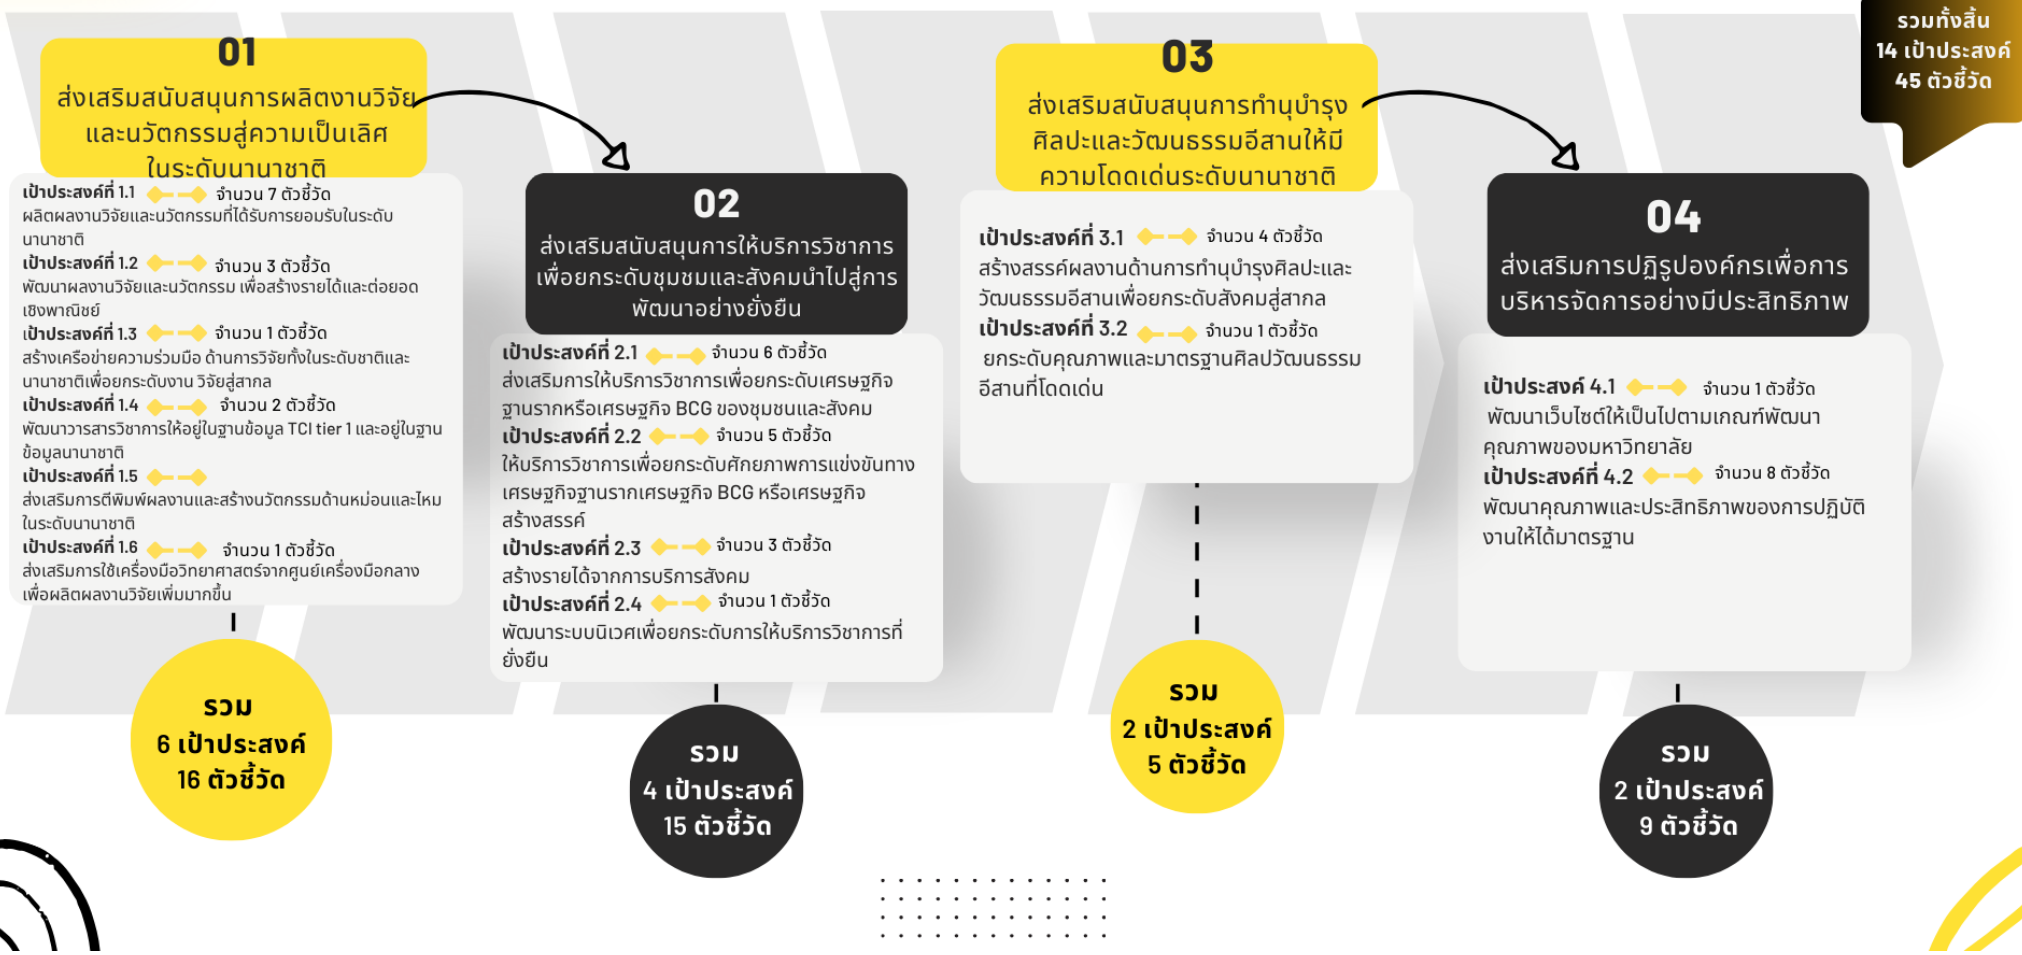 รวมทั้งสิ้น
14 เป้าประสงค์
45 ตัวชี้วัด
01
ส่งเสริมสนับสนุนการผลิตงานวิจัย
และนวัตกรรมสู่ความเป็นเลิศ
ในระดับนานาชาติ
เป้าประสงค์ที่ 1.1 จำนวน 7 ตัวชี้วัด
ผลิตผลงานวิจัยและนวัตกรรมที่ได้รับการยอมรับในระดับ
นานาชาติ
เป้าประสงค์ที่ 1.2 จำนวน 3 ตัวชี้วัด
พัฒนาผลงานวิจัยและนวัตกรรม เพื่อสร้างรายได้และต่อยอด
เชิงพาณิชย์
เป้าประสงค์ที่ 1.3 จำนวน 1 ตัวชี้วัด
สร้างเครือข่ายความร่วมมือ ด้านการวิจัยทั้งในระดับชาติและ
นานาชาติเพื่อยกระดับงาน วิจัยสู่สากล
เป้าประสงค์ที่ 1.4 จำนวน 2 ตัวชี้วัด
พัฒนาวารสารวิชาการให้อยู่ในฐานข้อมูล TCI tier 1 และอยู่ในฐาน
ข้อมูลนานาชาติ
เป้าประสงค์ที่ 1.5
ส่งเสริมการตีพิมพ์ผลงานและสร้างนวัตกรรมด้านหม่อนและไหม
ในระดับนานาชาติ
เป้าประสงค์ที่ 1.6 จำนวน 1 ตัวชี้วัด
ส่งเสริมการใช้เครื่องมือวิทยาศาสตร์จากศูนย์เครื่องมือกลาง
เพื่อผลิตผลงานวิจัยเพิ่มมากขึ้น
รวม
6 เป้าประสงค์
16 ตัวชี้วัด
02
ส่งเสริมสนับสนุนการให้บริการวิชาการ
เพื่อยกระดับชุมชมและสังคมนำไปสู่การ
พัฒนาอย่างยั่งยืน
เป้าประสงค์ที่ 2.1 จำนวน 6 ตัวชี้วัด
ส่งเสริมการให้บริการวิชาการเพื่อยกระดับเศรษฐกิจ
ฐานรากหรือเศรษฐกิจ BCG ของชุมชนและสังคม
เป้าประสงค์ที่ 2.2 จำนวน 5 ตัวชี้วัด
ให้บริการวิชาการเพื่อยกระดับศักยภาพการแข่งขันทาง
เศรษฐกิจฐานรากเศรษฐกิจ BCG หรือเศรษฐกิจ
สร้างสรรค์
เป้าประสงค์ที่ 2.3 จำนวน 3 ตัวชี้วัด
สร้างรายได้จากการบริการสังคม
เป้าประสงค์ที่ 2.4 จำนวน 1 ตัวชี้วัด
พัฒนาระบบนิเวศเพื่อยกระดับการให้บริการวิชาการที่
ยั่งยืน
รวม
4 เป้าประสงค์
15 ตัวชี้วัด
03
ส่งเสริมสนับสนุนการทำนุบำรุง
ศิลปะและวัฒนธรรมอีสานให้มี
ความโดดเด่นระดับนานาชาติ
เป้าประสงค์ที่ 3.1 จำนวน 4 ตัวชี้วัด
สร้างสรรค์ผลงานด้านการทำนุบำรุงศิลปะและ
วัฒนธรรมอีสานเพื่อยกระดับสังคมสู่สากล
เป้าประสงค์ที่ 3.2 จำนวน 1 ตัวชี้วัด
ยกระดับคุณภาพและมาตรฐานศิลปวัฒนธรรม
อีสานที่โดดเด่น
รวม
2 เป้าประสงค์
5 ตัวชี้วัด
04
ส่งเสริมการปฏิรูปองค์กรเพื่อการ
บริหารจัดการอย่างมีประสิทธิภาพ
เป้าประสงค์ 4.1 จำนวน 1 ตัวชี้วัด
พัฒนาเว็บไซต์ให้เป็นไปตามเกณฑ์พัฒนา
คุณภาพของมหาวิทยาลัย
เป้าประสงค์ที่ 4.2 จำนวน 8 ตัวชี้วัด
พัฒนาคุณภาพและประสิทธิภาพของการปฏิบัติ
งานให้ได้มาตรฐาน
รวม
2 เป้าประสงค์
9 ตัวชี้วัด